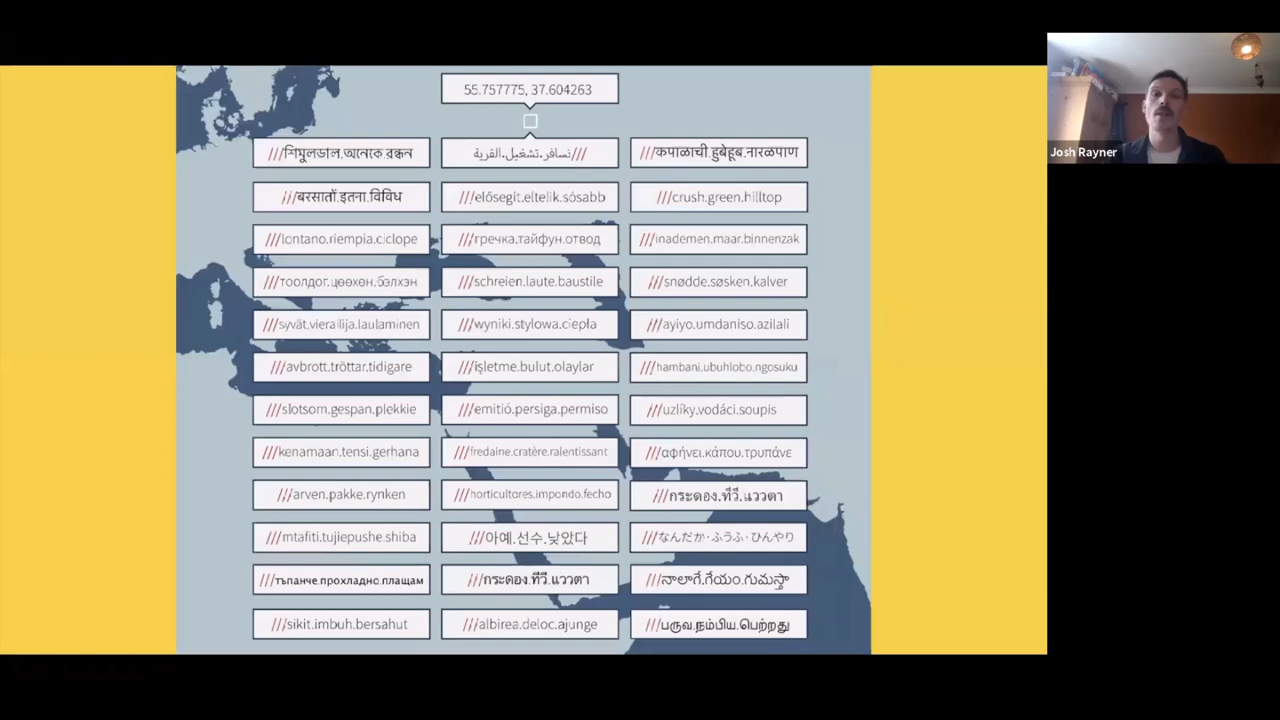 55.757775, 37.604263
Josh Rayner
///শিমুলডাল.অনেকে.রন্ধন
///نسافر.تشغيل.القرية
///कपाळाची.हुबेहूब.नारळपाण
///बरसातों.इतना.विविध
///elősegít.eltelik.sósabb
///crush.green.hilltop
///lontano.riempia.ciclope
///гречка.тайфун.отвод
///inademen.maar.binnenzak
///тоолдог.цөөхөн.бэлхэн
///schreien.laute.baustile
///snødde.søsken.kalver
///syvät.vierailija.laulaminen
///wyniki.stylowa.ciepła
///ayiyo.umdaniso.azilali
///avbrott.tröttar.tidigare
///işletme.bulut.olaylar
///hambani.ubuhlobo.ngosuku
///slotsom.gespan.plekkie
///emitió.persiga.permiso
///uzlíky.vodáci.soupis
///kenamaan.tensi.gerhana
///fredaine.cratère.ralentissant
///αφήνει.κάπου.τρυπάνε
///arven.pakke.rynken
///horticultores.impondo.fecho
///กระดอง.ทีวี.แววตา
///mtafiti.tujiepushe.shiba
///아예.선수.낮았다
///なんだか・ふうふ・ひんやり
///тъпанче.прохладно.плащам
///กระดอง.ทีวี.แววตา
///నాలాగే.గేయం.గుమస్తా
///sikit.imbuh.bersahut
///albirea.deloc.ajunge
///பருவ.நம்பிய.பெற்றது